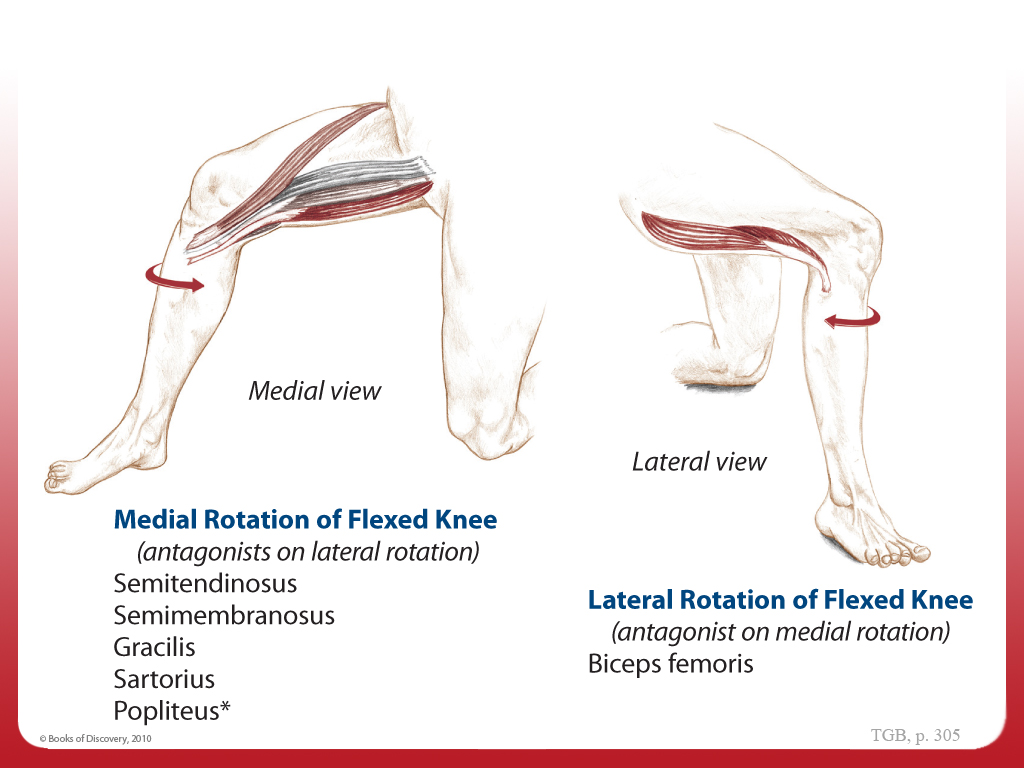 Medial view
Lateral view
Medial Rotation of Flexed Knee
(antagonists on lateral rotation)
Semitendinosus
Semimembranosus
Gracilis
Sartorius
Popliteus*
Lateral Rotation of Flexed Knee
(antagonist on medial rotation)
Biceps femoris
© Books of Discovery, 2010
TGB, p. 305